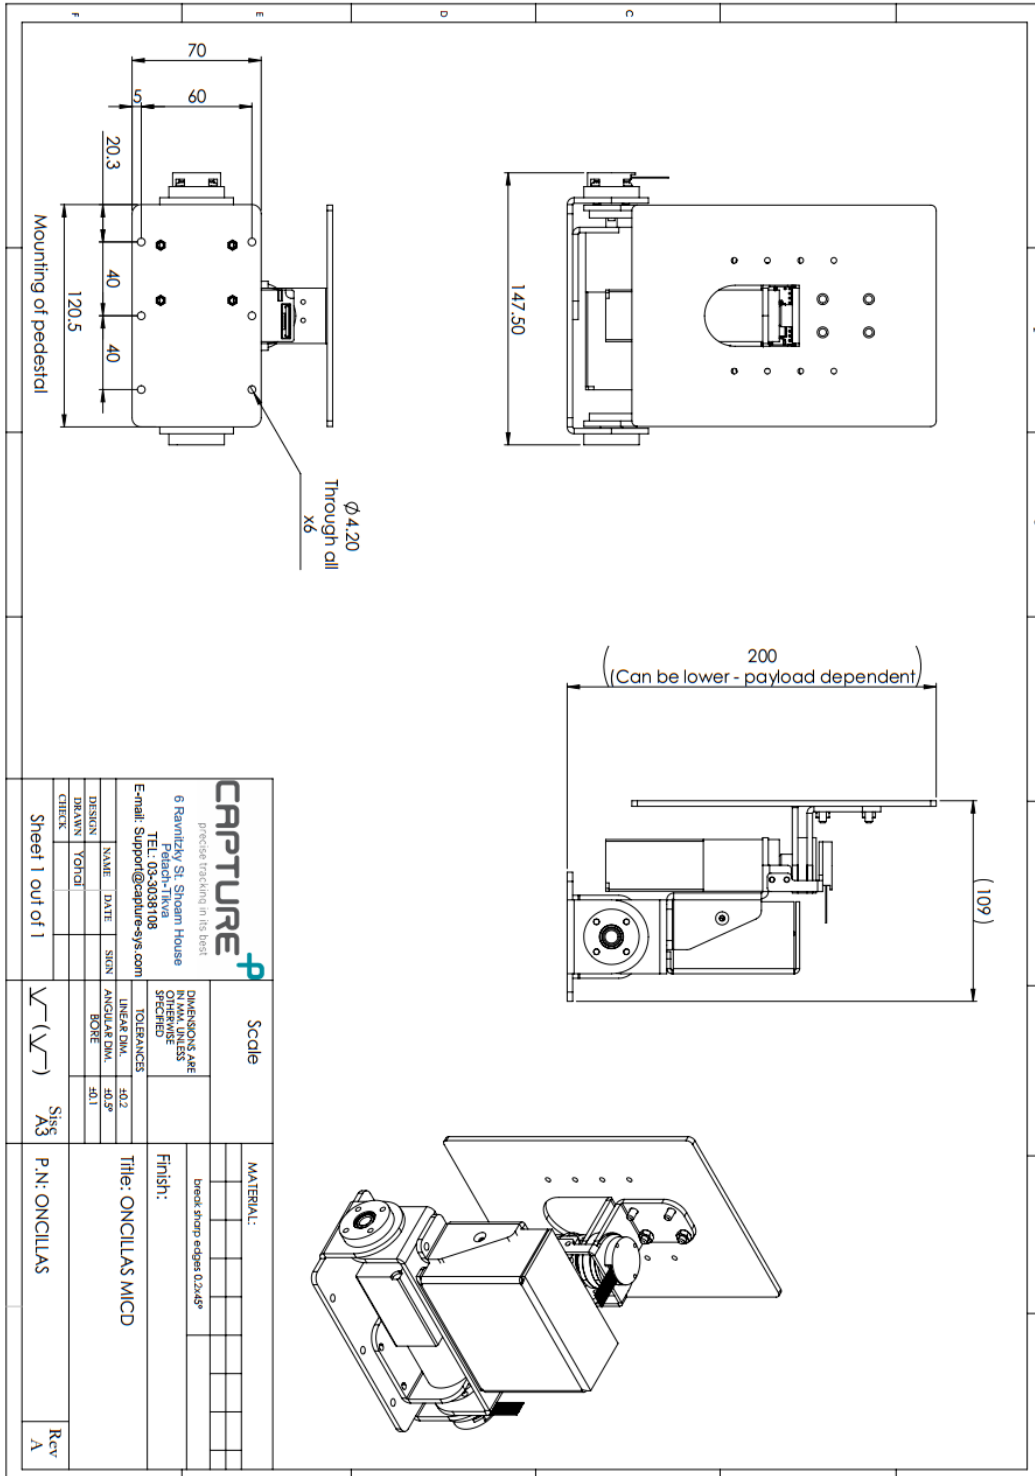 F
E
D
C
70
5
60
20.3
40
40
120.5
Mounting of pedestal
Ø4.20
Through all
x6
147.50
200
(Can be lower - payload dependent)
(109)
CAPTURE
precise tracking in its best
6 Ravnitzky St. Shoam House
Petach-Tikva
TEL: 03-3038108
E-mail: Support@capture-sys.com
NAME DATE SIGN
DESIGN
DRAWN Yohai
CHECK
Sheet 1 out of 1
Scale
DIMENSIONS ARE
IN MM. UNLESS
OTHERWISE
SPECIFIED
TOLERANCES
LINEAR DIM. ±0.2
ANGULAR DIM. ±0.5°
BORE ±0.1
Sise
A3
MATERIAL:
break sharp edges 0.2x45°
Finish:
Title: ONCILLAS MICD
P.N: ONCILLAS
Rev
A